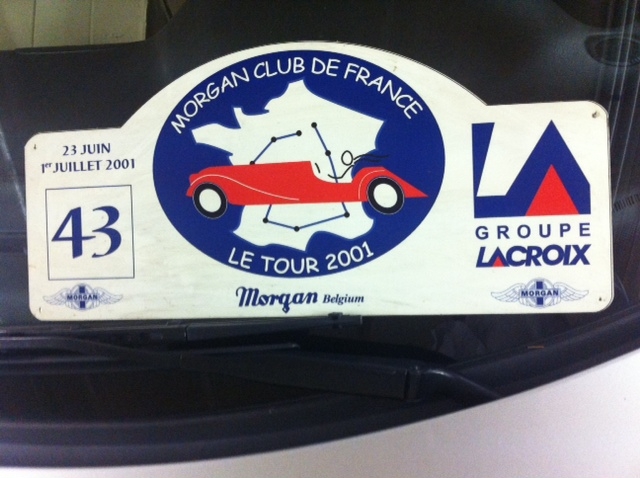 MORGAN CLUB DE FRANCE
23 JUIN
1er JUILLET 2001
43
MORGAN
LE TOUR 2001
Morgan Belgium
GROUPE
LACROIX
MORGAN